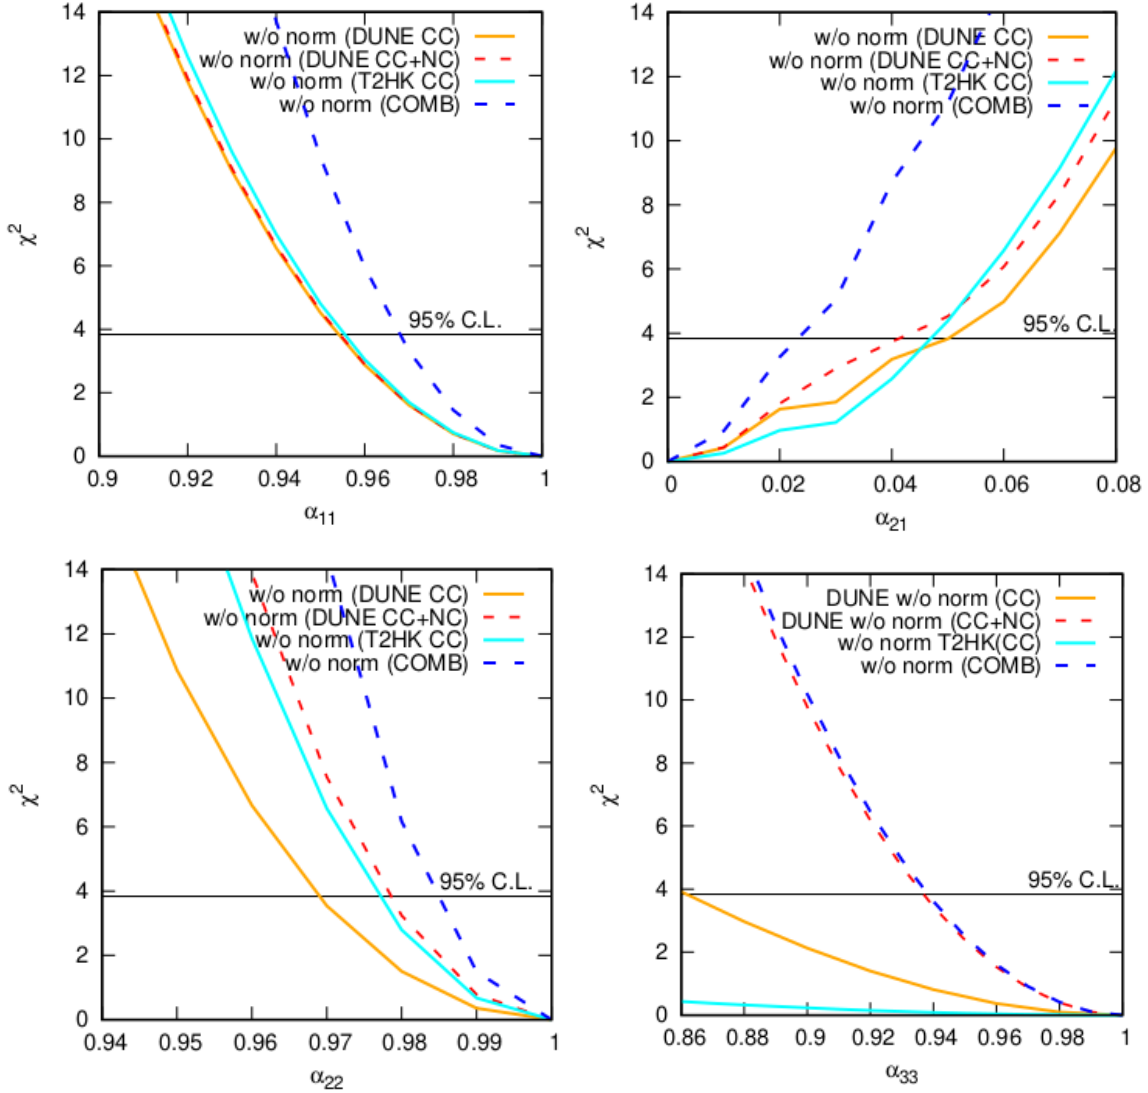 14
12
10
8
6
4
2
0
χ²
w/o norm (DUNE CC)
w/o norm (DUNE CC+NC)
w/o norm (T2HK CC)
w/o norm (COMB)
95% C.L.
0.9 0.92 0.94 0.96 0.98 1
α₁₁
14
12
10
8
6
4
2
0
χ²
w/o norm (DUNE CC)
w/o norm (DUNE CC+NC)
w/o norm (T2HK CC)
w/o norm (COMB)
95% C.L.
0 0.02 0.04 0.06 0.08
α₂₁
14
12
10
8
6
4
2
0
χ²
w/o norm (DUNE CC)
w/o norm (DUNE CC+NC)
w/o norm (T2HK CC)
w/o norm (COMB)
95% C.L.
0.94 0.95 0.96 0.97 0.98 0.99 1
α₂₂
14
12
10
8
6
4
2
0
χ²
DUNE w/o norm (CC)
DUNE w/o norm (CC+NC)
w/o norm T2HK(CC)
w/o norm (COMB)
95% C.L.
0.86 0.88 0.9 0.92 0.94 0.96 0.98 1
α₃₃